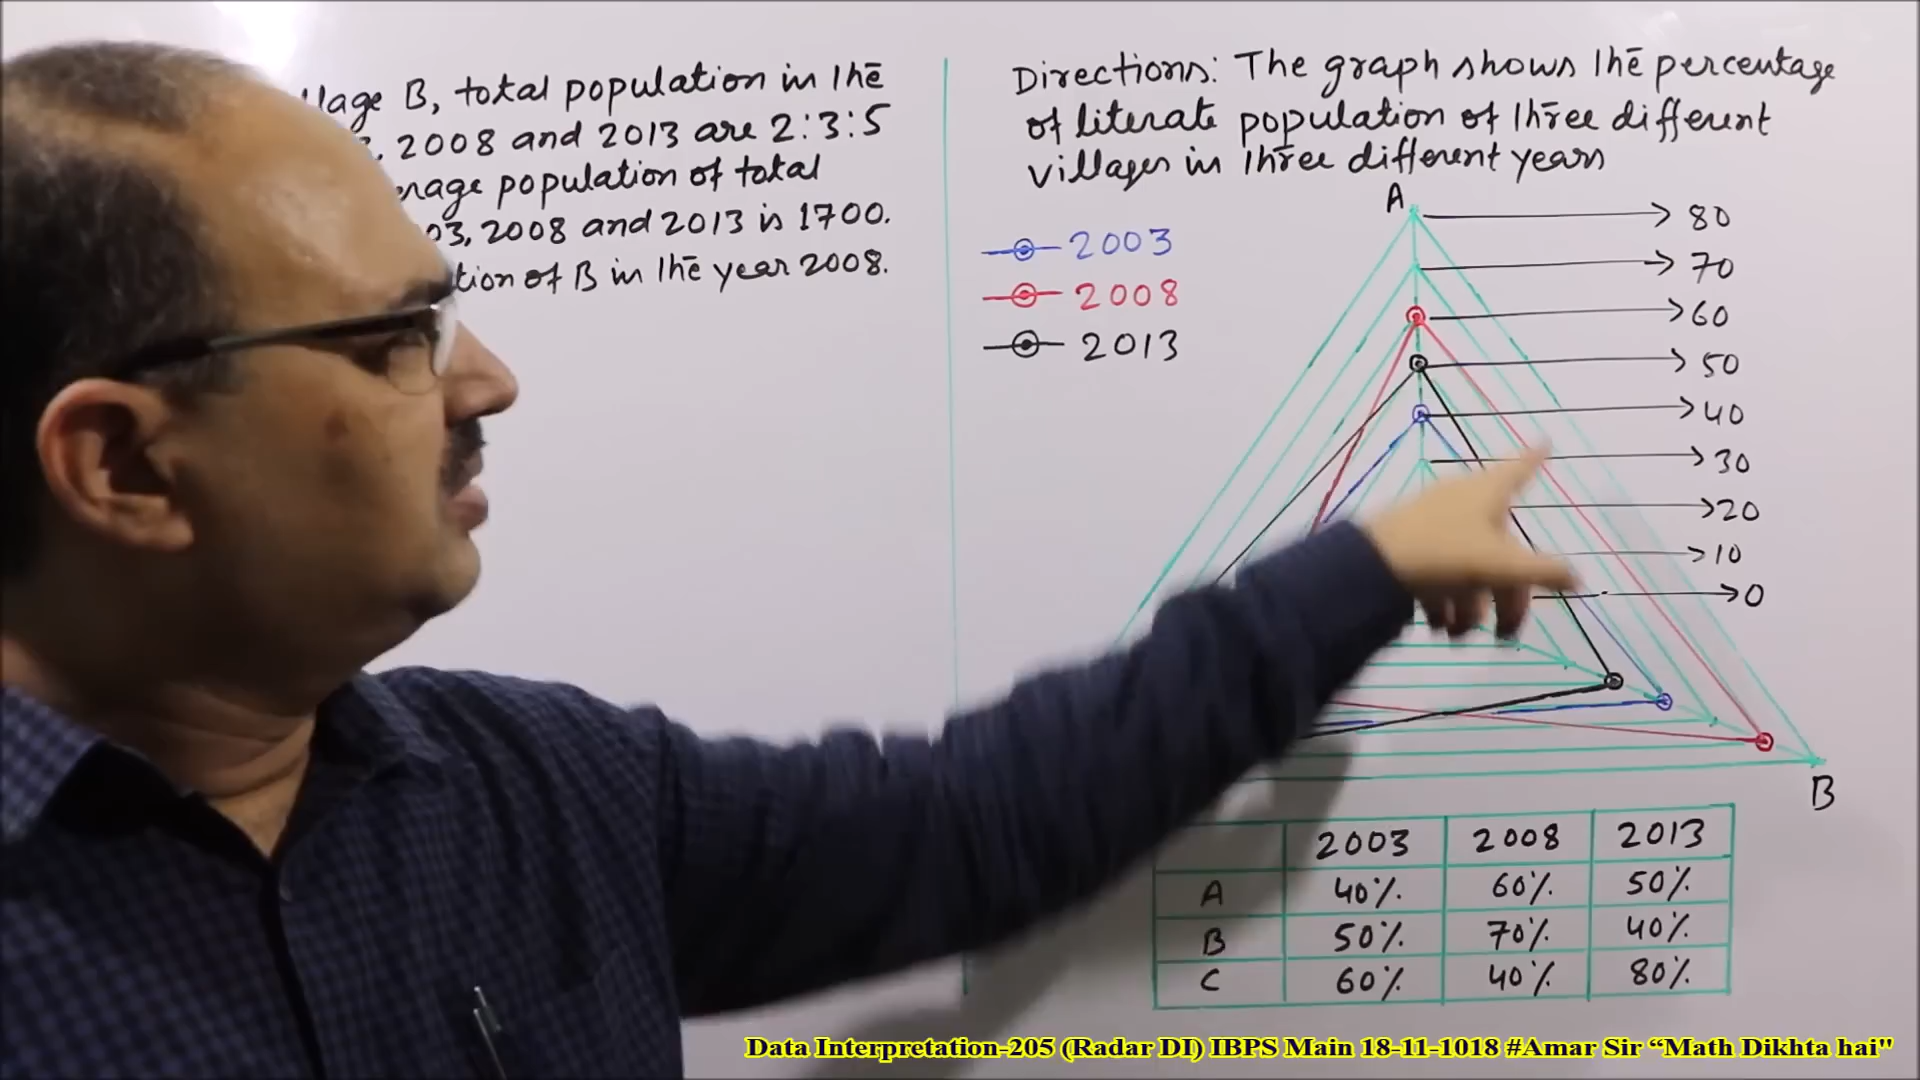 B, total population in the
2008 and 2013 are 2:3:5
population of total
03, 2008 and 2013 is 1700.
of B in the year 2008.
Directions: The graph shows the percentage
of literate population of three different
villages in three different years
2003
2008
2013
A
80
70
60
50
40
30
20
10
0
B
2003 2008 2013
A 40% 60% 50%
B 50% 70% 40%
C 60% 40% 80%
Data Interpretation-205 (Radar DI) IBPS Main 18-11-1018 #Amar Sir “Math Dikhta hai"